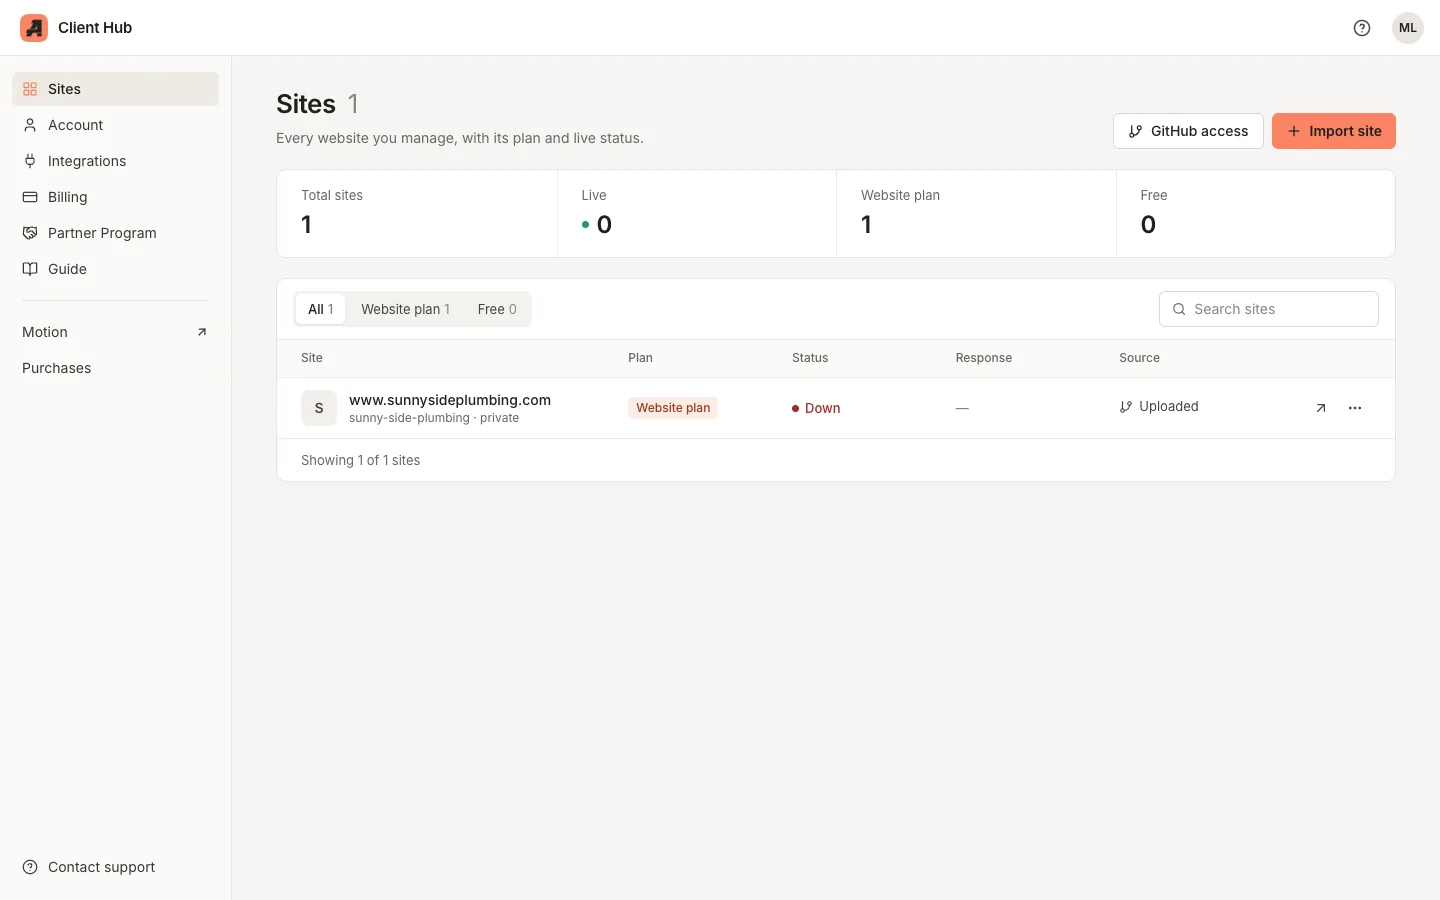 Client Hub
ML
Sites
Account
Integrations
Billing
Partner Program
Guide
Motion
Purchases
Contact support
Sites 1
Every website you manage, with its plan and live status.
GitHub access
Import site
Total sites
1
Live
0
Website plan
1
Free
0
All 1
Website plan 1
Free 0
Search sites
Site Plan Status Response Source
S
www.sunnysideplumbing.com
sunny-side-plumbing · private
Website plan
Down
—
Uploaded
Showing 1 of 1 sites